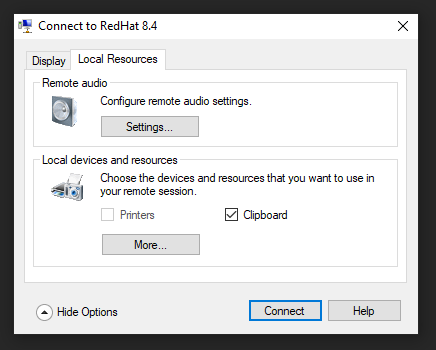 Connect to RedHat 8.4
Display
Local Resources
Remote audio
Configure remote audio settings.
Settings...
Local devices and resources
Choose the devices and resources that you want to use in
your remote session.
Printers
Clipboard
More...
Hide Options
Connect
Help